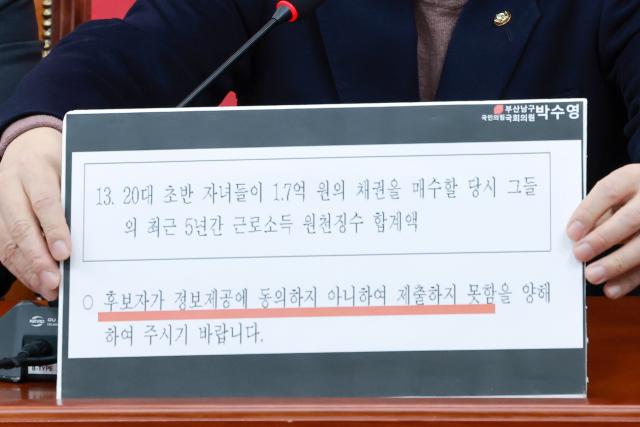 부산남구
국민의힘 국회의원 박수영
13. 20대 초반 자녀들이 1.7억 원의 채권을 매수할 당시 그들
의 최근 5년간 근로소득 원천징수 합계액
○ 후보자가 정보제공에 동의하지 아니하여 제출하지 못함을 양해
하여 주시기 바랍니다.